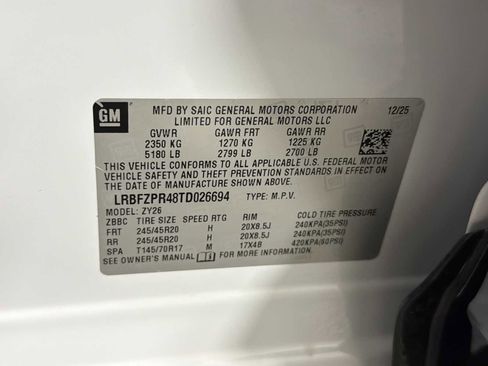 GM
MFD BY SAIC GENERAL MOTORS CORPORATION 12/25
LIMITED FOR GENERAL MOTORS LLC
GVWR GAWR FRT GAWR RR
2350 KG 1270 KG 1225 KG
5180 LB 2799 LB 2700 LB
THIS VEHICLE CONFORMS TO ALL APPLICABLE U.S. FEDERAL MOTOR
VEHICLE SAFETY AND THEFT PREVENTION STANDARDS IN EFFECT ON
THE DATE OF MANUFACTURE SHOWN ABOVE.
LRBFZPR48TD026694 TYPE: M.P.V.
MODEL: ZY26
ZBBC TIRE SIZE SPEED RTG RIM COLD TIRE PRESSURE
FRT 245/45R20 H 20X8.5J 240KPA(35PSI)
RR 245/45R20 H 20X8.5J 240KPA(35PSI)
SPA T145/70R17 M 17X4B 420KPA(60PSI)
SEE OWNER'S MANUAL FOR MORE INFORMATION.